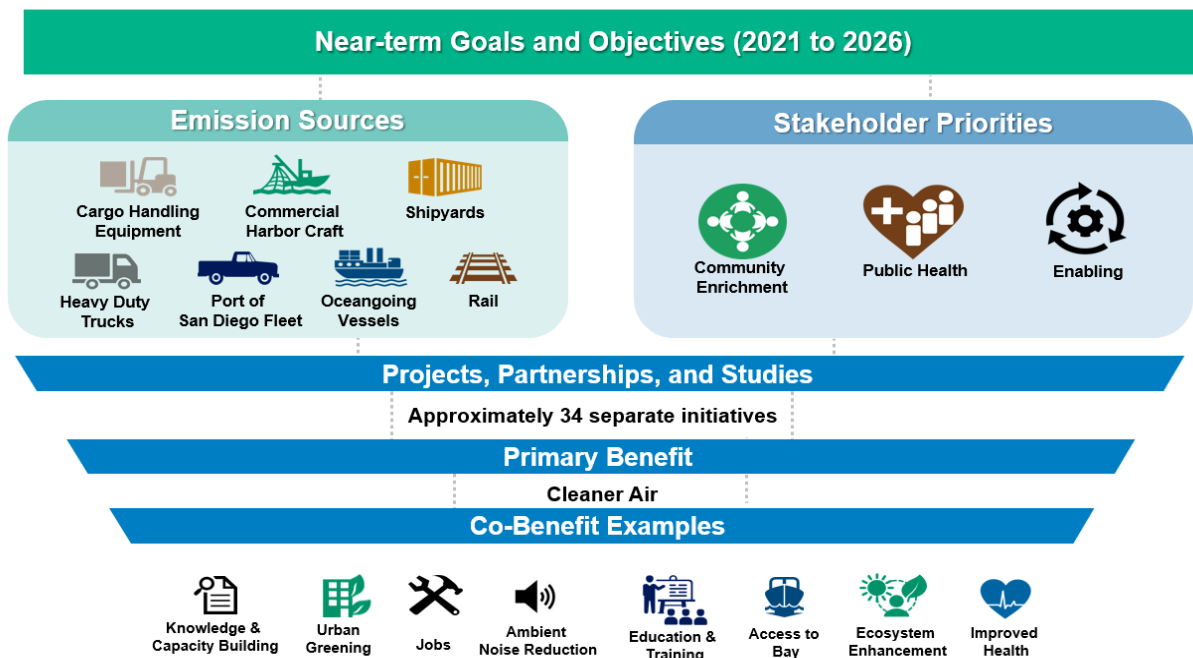 Near-term Goals and Objectives (2021 to 2026)
Emission Sources
Cargo Handling
Equipment
Commercial
Harbor Craft
Shipyards
Heavy Duty
Trucks
Port of
San Diego Fleet
Oceangoing
Vessels
Rail
Stakeholder Priorities
Community
Enrichment
Public Health
Enabling
Projects, Partnerships, and Studies
Approximately 34 separate initiatives
Primary Benefit
Cleaner Air
Co-Benefit Examples
Knowledge &
Capacity Building
Urban
Greening
Jobs
Ambient
Noise Reduction
Education &
Training
Access to
Bay
Ecosystem
Enhancement
Improved
Health